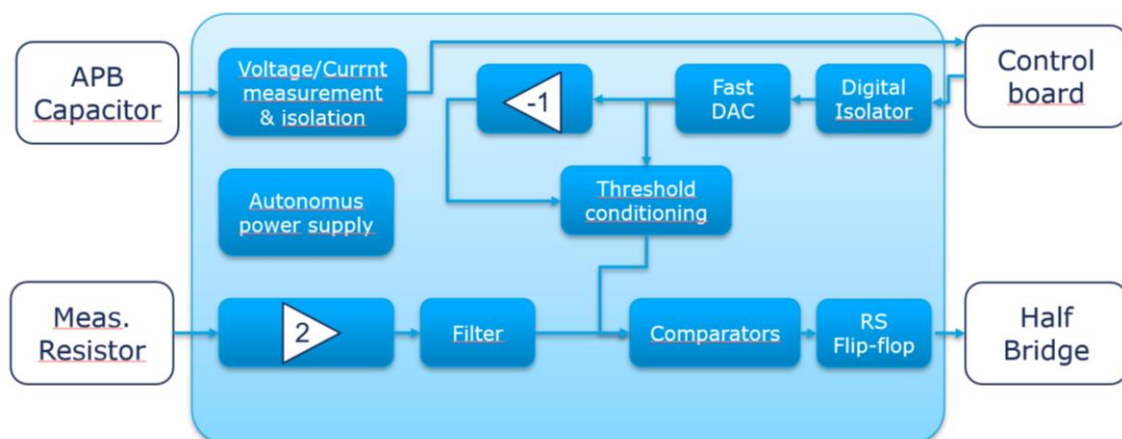 APB
Capacitor
Voltage/Currnt
measurement
& isolation
-1
Fast
DAC
Digital
Isolator
Control
board
Autonomus
power supply
Threshold
conditioning
Meas.
Resistor
2
Filter
Comparators
RS
Flip-flop
Half
Bridge